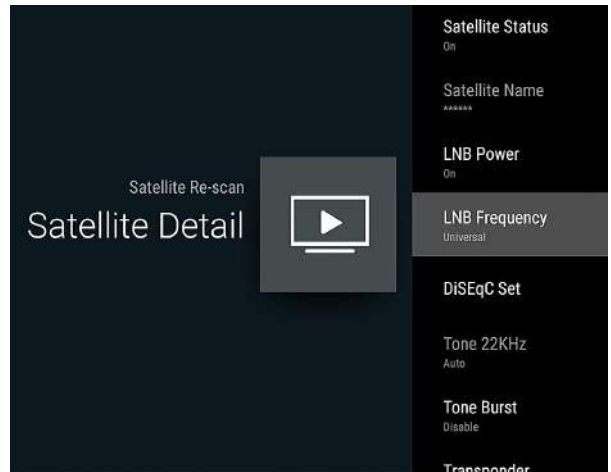 Satellite Re-scan
Satellite Detail
Satellite Status
On
Satellite Name
******
LNB Power
On
LNB Frequency
Universal
DiSEqC Set
Tone 22KHz
Auto
Tone Burst
Disable
Transponder